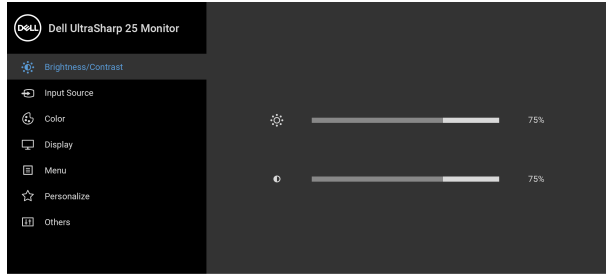 DELL Dell UltraSharp 25 Monitor
Brightness/Contrast
Input Source
Color
Display
Menu
Personalize
Others
75%
75%